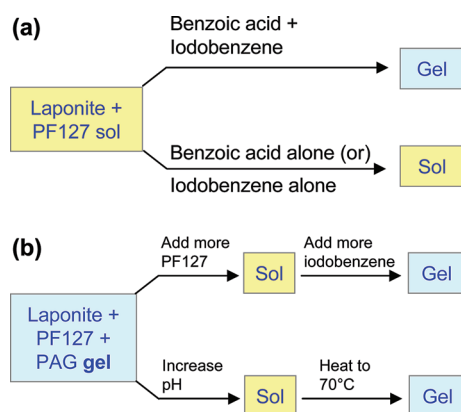 (a)
Benzoic acid +
Iodobenzene
Gel
Laponite +
PF127 sol
Benzoic acid alone (or)
Iodobenzene alone
Sol
(b)
Add more
PF127
Sol
Add more
iodobenzene
Gel
Laponite +
PF127 +
PAG gel
Increase
pH
Sol
Heat to
70°C
Gel